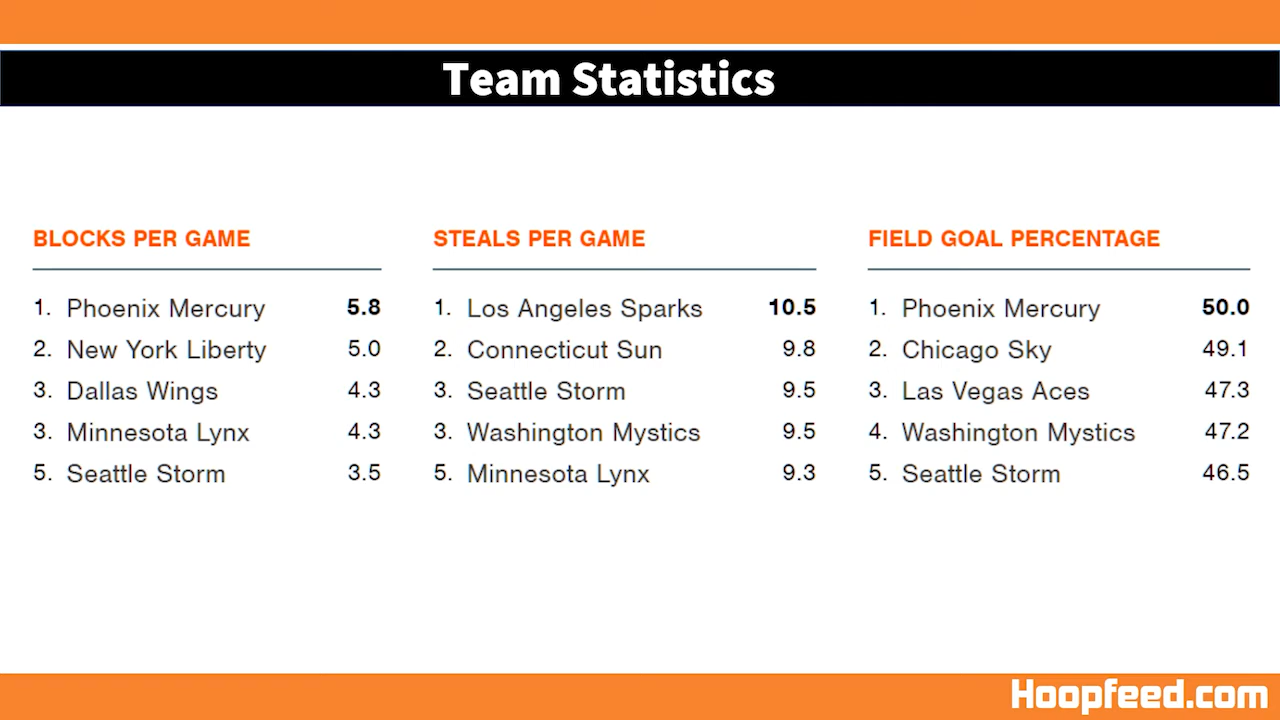 Team Statistics
BLOCKS PER GAME
1. Phoenix Mercury 5.8
2. New York Liberty 5.0
3. Dallas Wings 4.3
3. Minnesota Lynx 4.3
5. Seattle Storm 3.5
STEALS PER GAME
1. Los Angeles Sparks 10.5
2. Connecticut Sun 9.8
3. Seattle Storm 9.5
3. Washington Mystics 9.5
5. Minnesota Lynx 9.3
FIELD GOAL PERCENTAGE
1. Phoenix Mercury 50.0
2. Chicago Sky 49.1
3. Las Vegas Aces 47.3
4. Washington Mystics 47.2
5. Seattle Storm 46.5
Hoopfeed.com